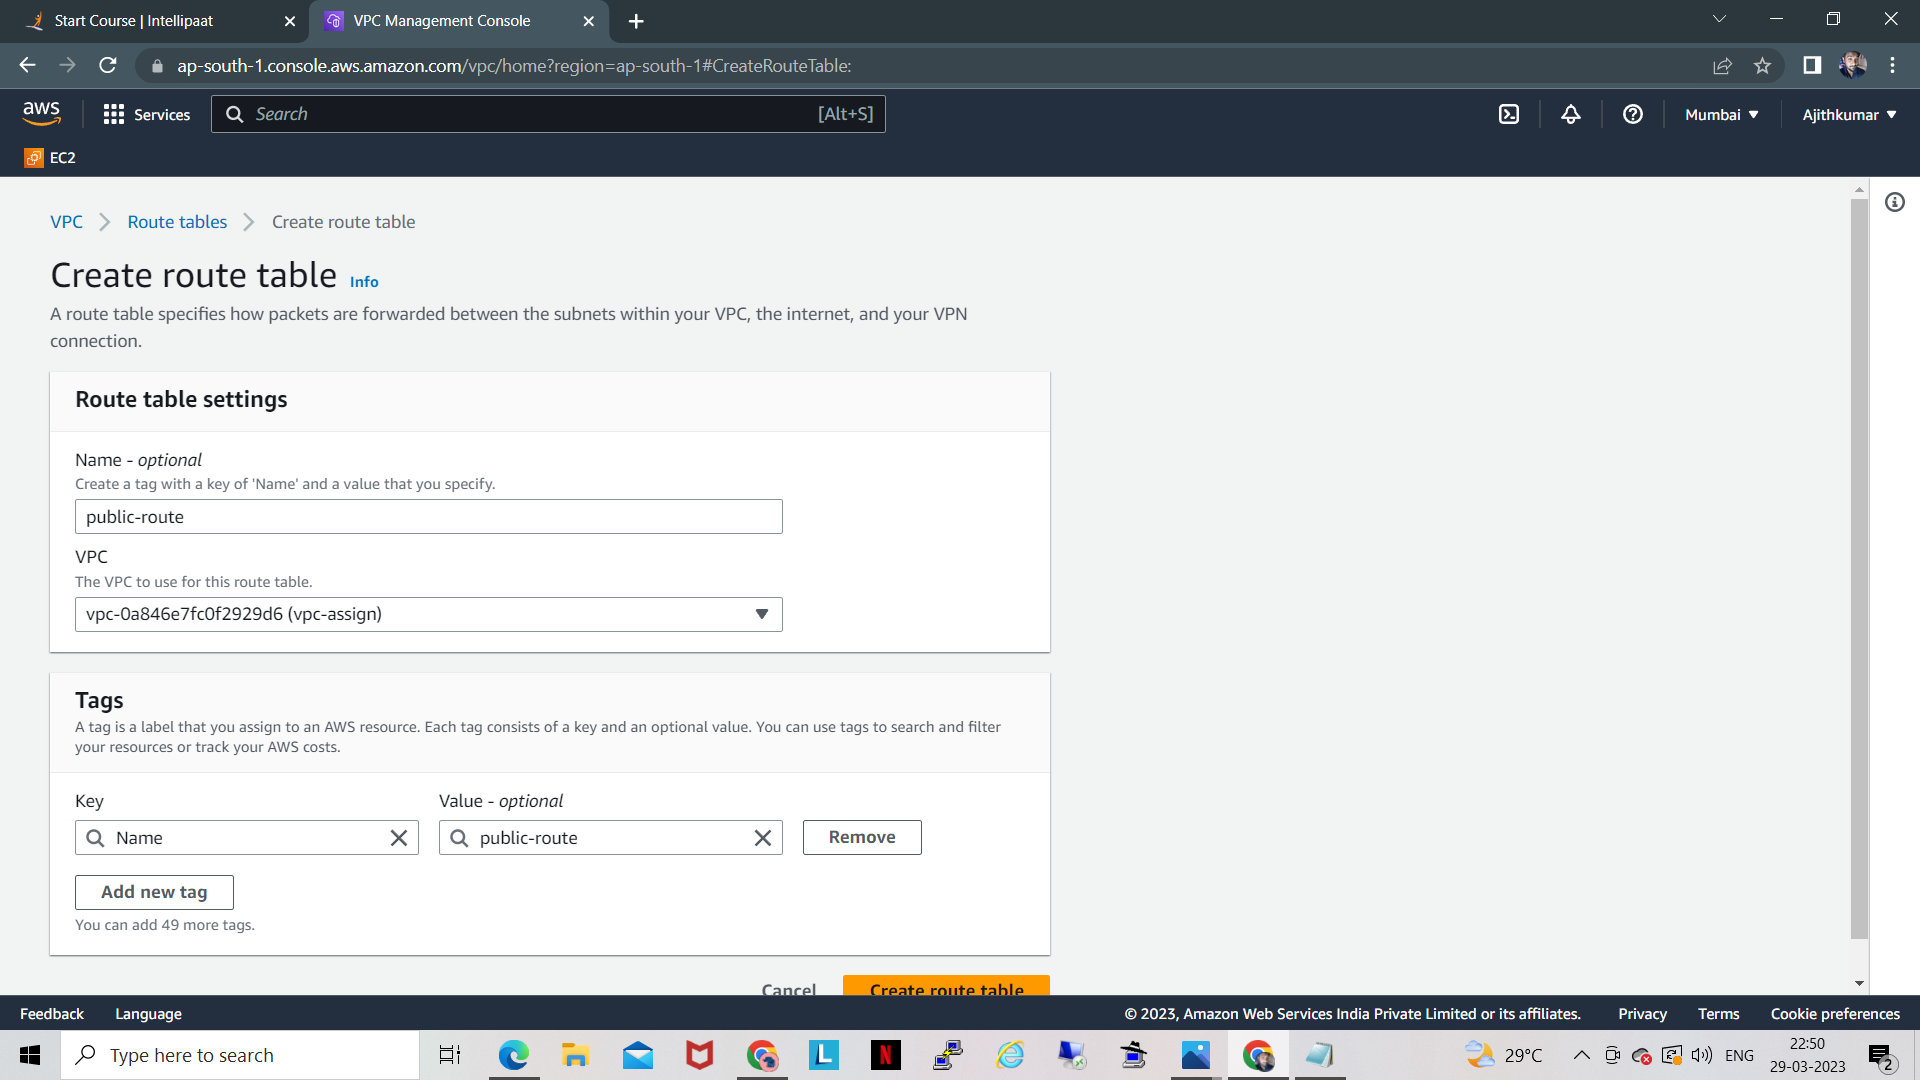 Start Course | Intellipaat
VPC Management Console
ap-south-1.console.aws.amazon.com/vpc/home?region=ap-south-1#CreateRouteTable:
aws
Services
Search
[Alt+S]
Mumbai
Ajithkumar
EC2
VPC
Route tables
Create route table
Create route table Info
A route table specifies how packets are forwarded between the subnets within your VPC, the internet, and your VPN
connection.
Route table settings
Name - optional
Create a tag with a key of 'Name' and a value that you specify.
public-route
VPC
The VPC to use for this route table.
vpc-0a846e7fc0f2929d6 (vpc-assign)
Tags
A tag is a label that you assign to an AWS resource. Each tag consists of a key and an optional value. You can use tags to search and filter
your resources or track your AWS costs.
Key
Value - optional
Name
public-route
Remove
Add new tag
You can add 49 more tags.
Cancel
Create route table
Feedback
Language
© 2023, Amazon Web Services India Private Limited or its affiliates.
Privacy
Terms
Cookie preferences
Type here to search
L
N
29°C
ENG
22:50
29-03-2023
2